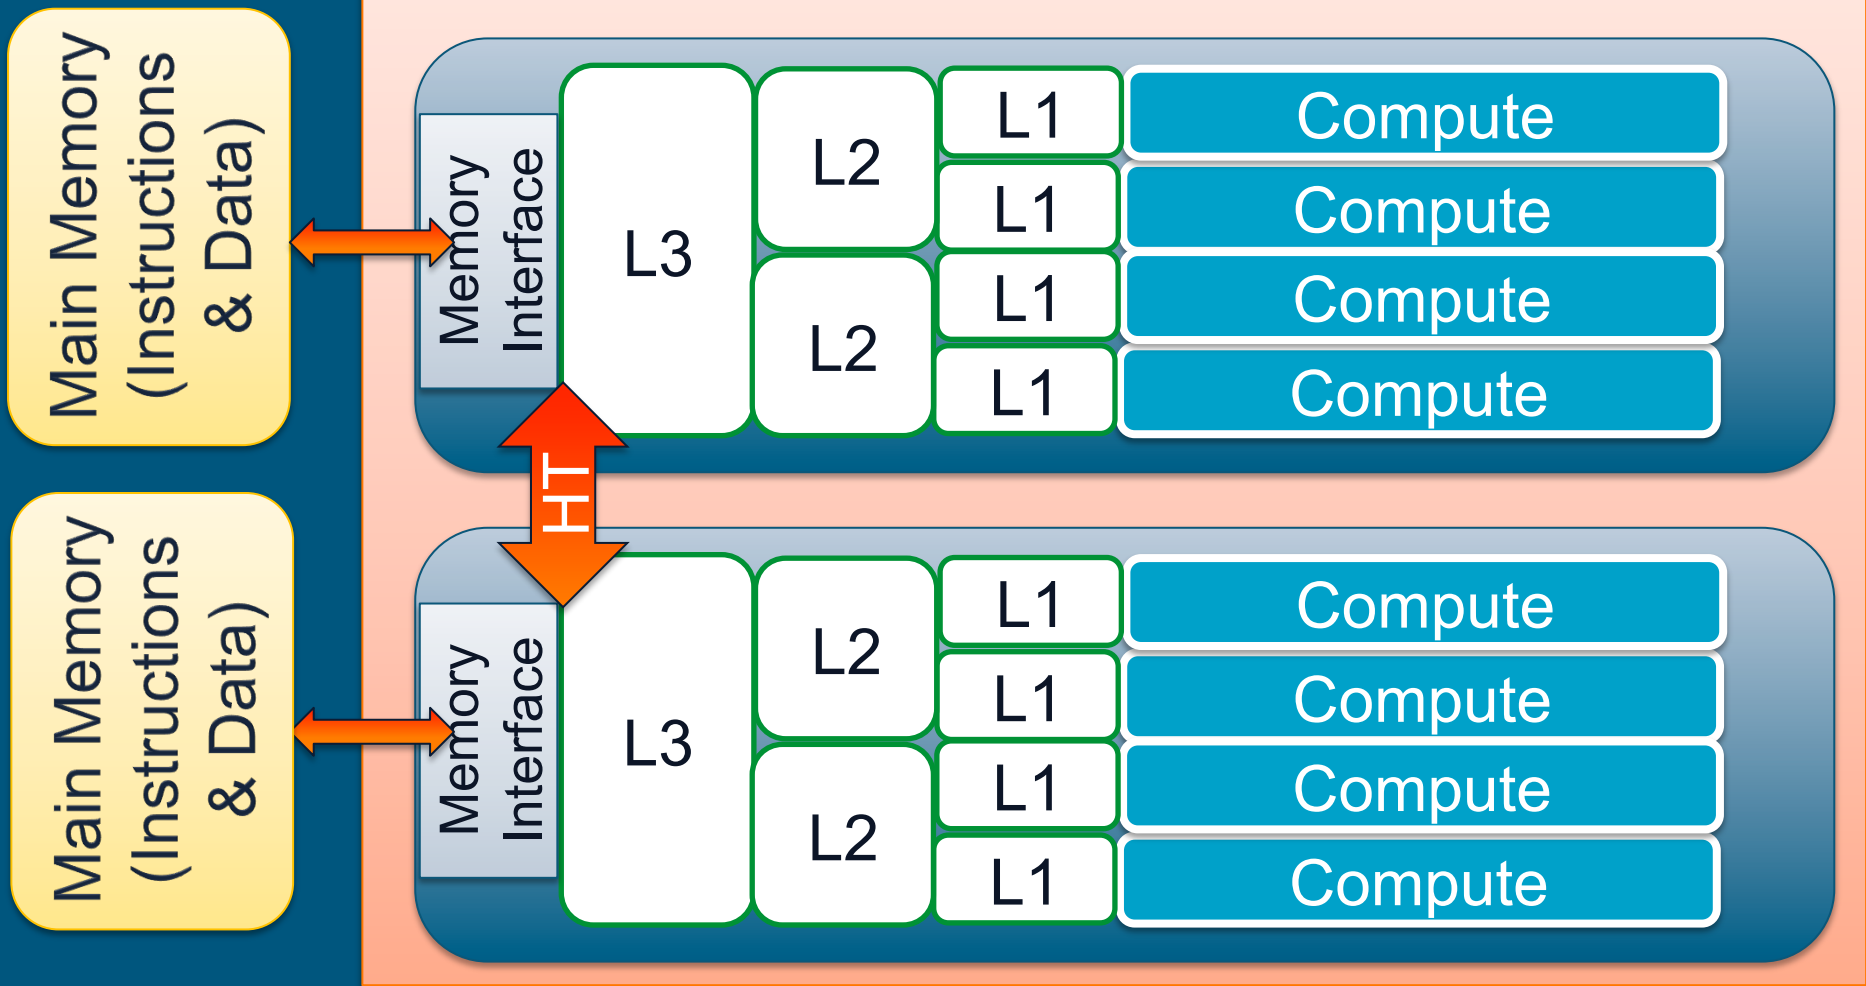 Main Memory
(Instructions
& Data)
Memory
Interface
L3
L2
L2
L1
L1
L1
L1
Compute
Compute
Compute
Compute
HT
Main Memory
(Instructions
& Data)
Memory
Interface
L3
L2
L2
L1
L1
L1
L1
Compute
Compute
Compute
Compute